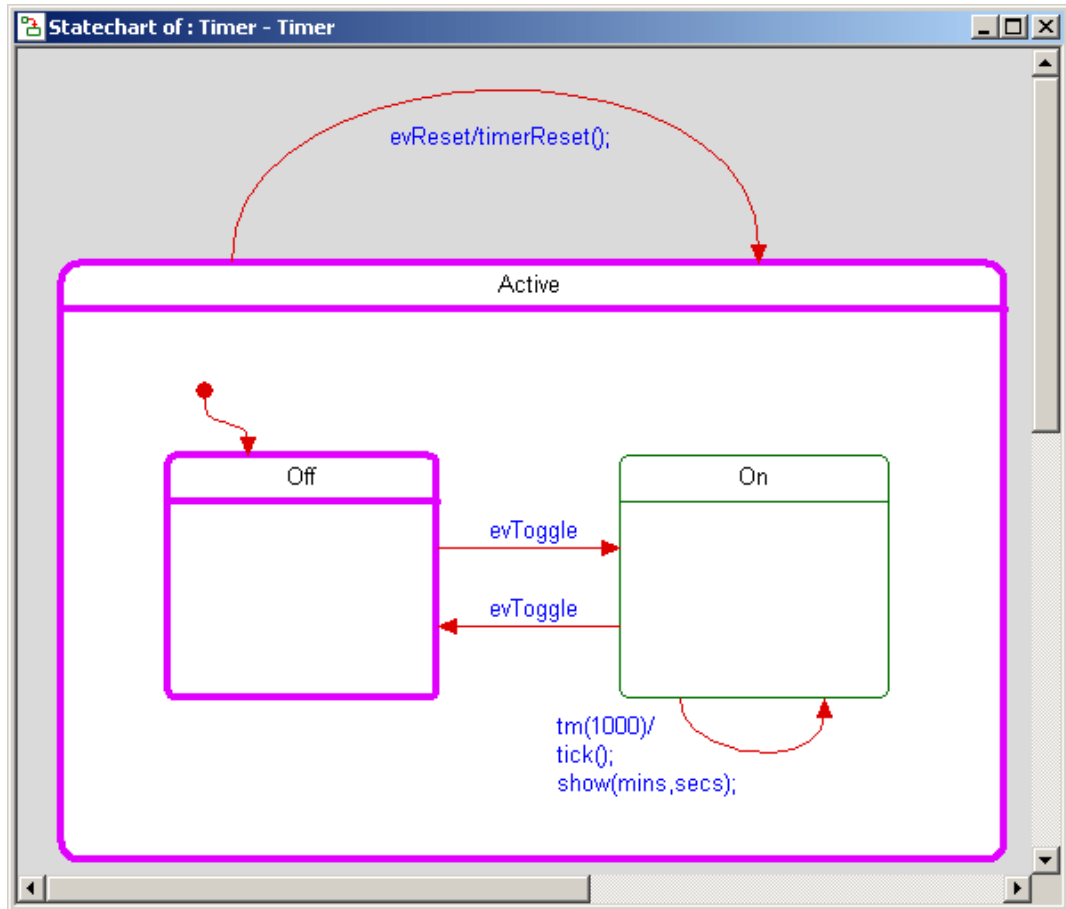 Statechart of : Timer - Timer
evReset/timerReset();
Active
Off
On
evToggle
evToggle
tm(1000)/
tick();
show(mins,secs);